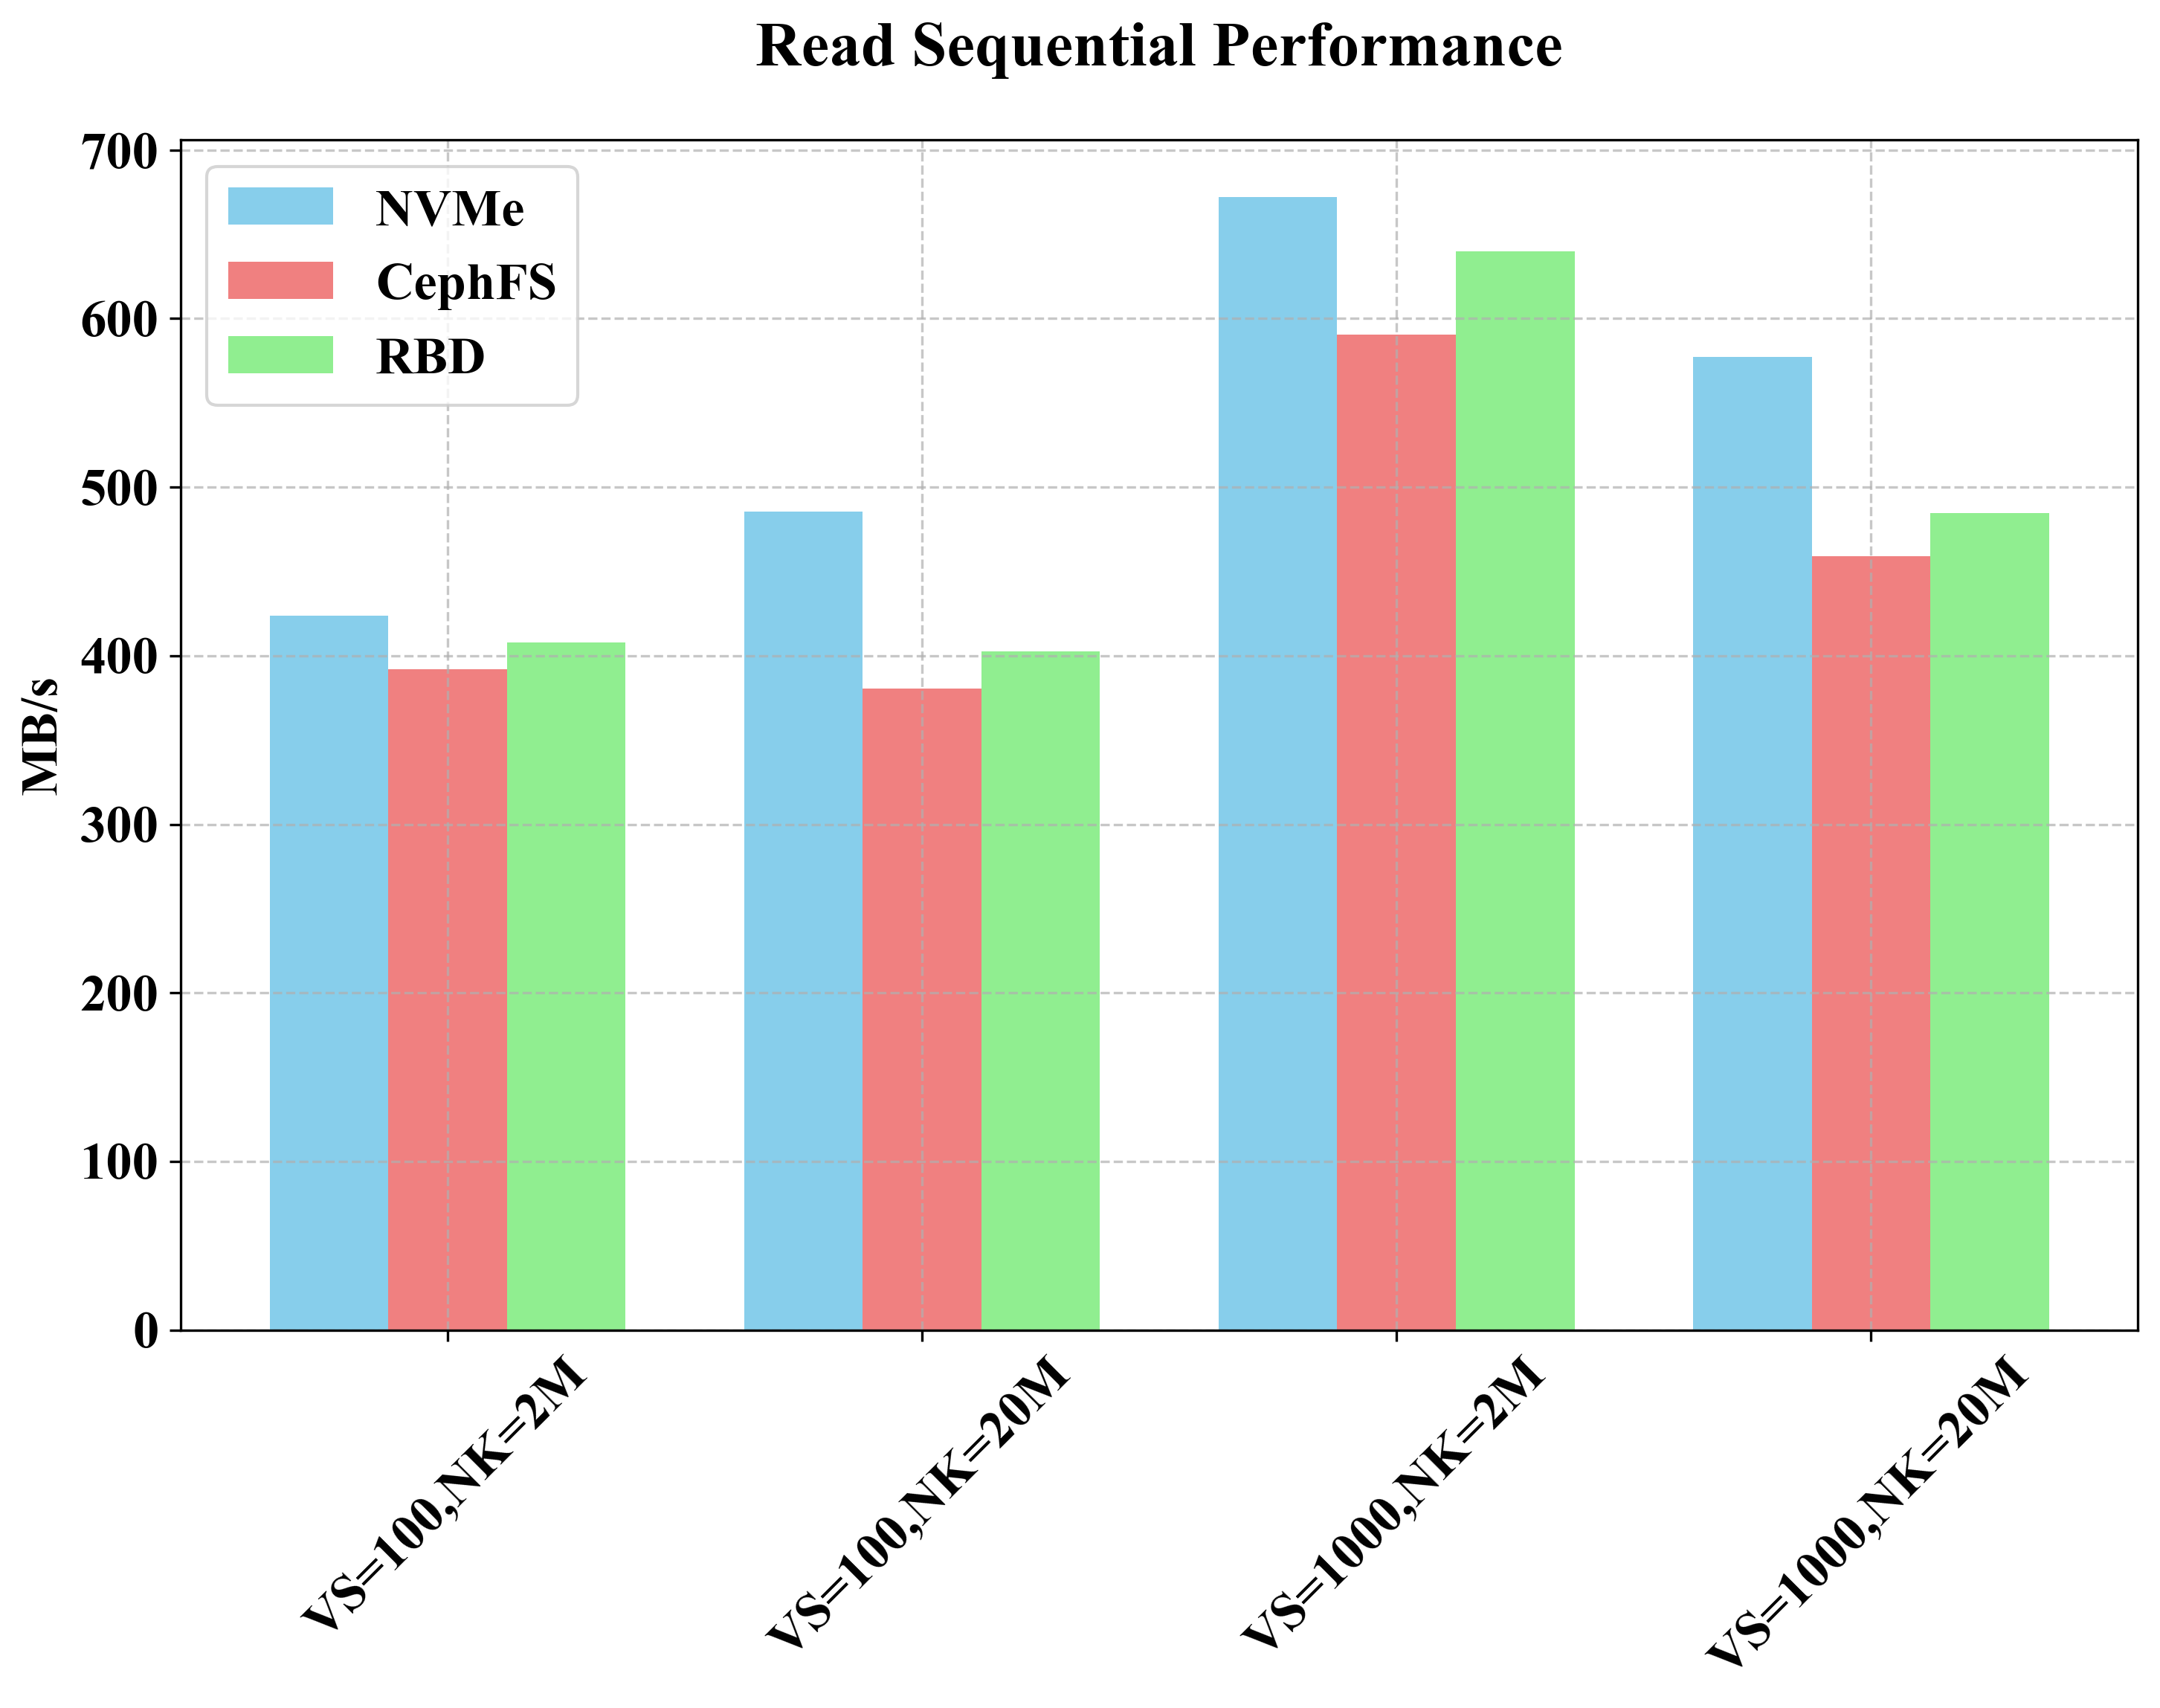 Read Sequential Performance
NVMe
CephFS
RBD
MB/s
700
600
500
400
300
200
100
0
VS=100,NK=2M
VS=100,NK=20M
VS=1000,NK=2M
VS=1000,NK=20M